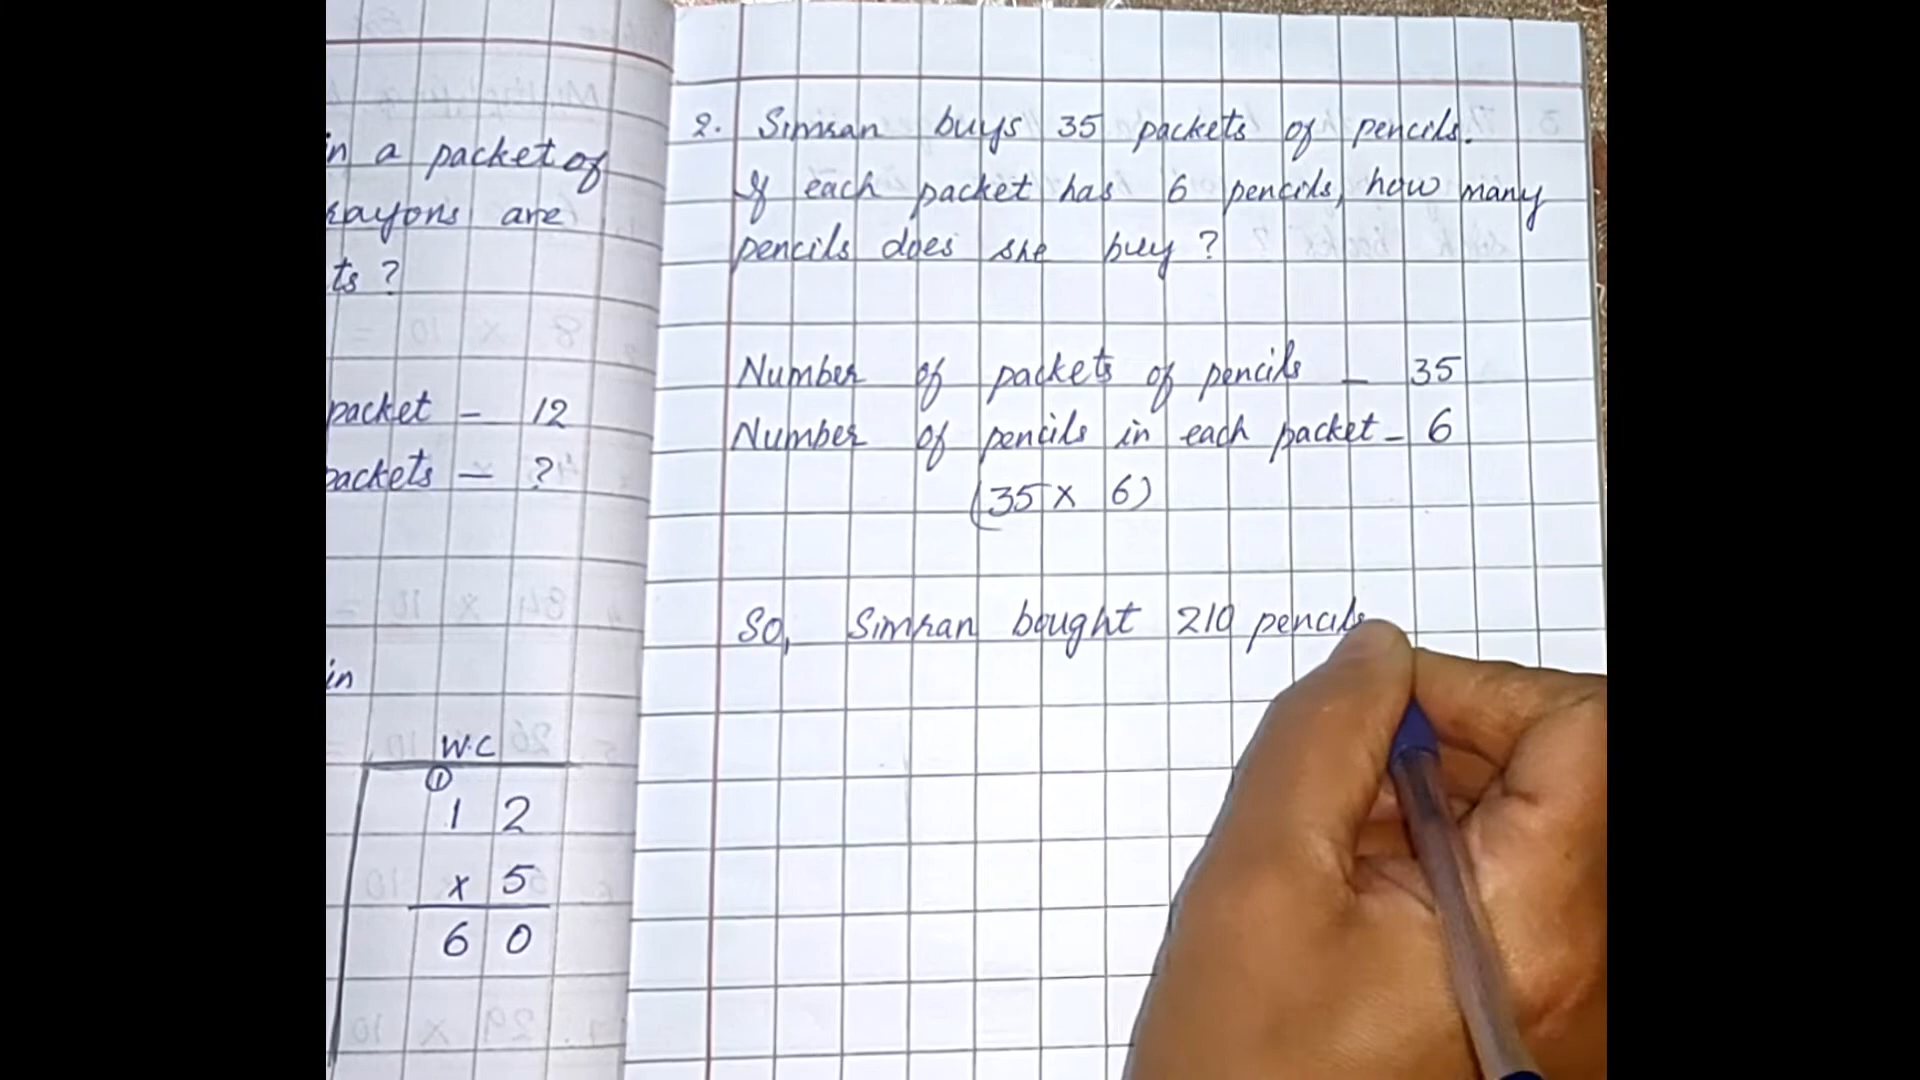 in a packet of
rayons are
ts ?
packet - 12
packets - ?
in
W.C
1
1 2
x 5
6 0
2. Simran buys 35 packets of pencils.
If each packet has 6 pencils, how many
pencils does she buy ?
Number of packets of pencils - 35
Number of pencils in each packet - 6
(35 x 6)
So, Simran bought 210 pencils